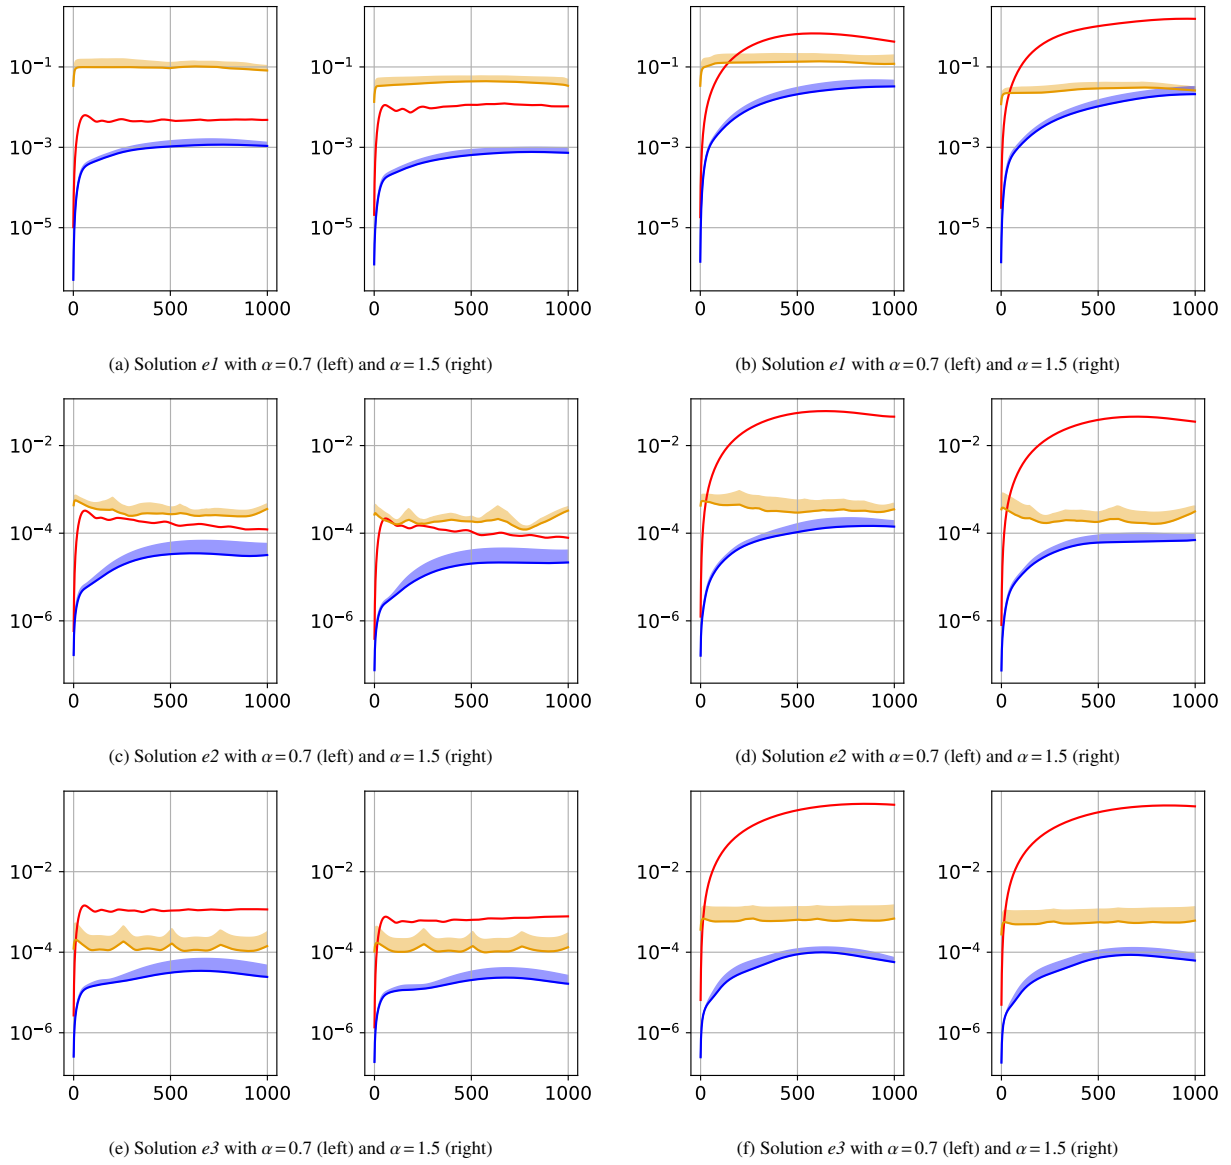 10⁻¹
10⁻³
10⁻⁵
0 500 1000
0 500 1000
10⁻¹
10⁻³
10⁻⁵
0 500 1000
0 500 1000
(a) Solution e1 with α=0.7 (left) and α=1.5 (right)
(b) Solution e1 with α=0.7 (left) and α=1.5 (right)
10⁻¹
10⁻³
10⁻⁵
10⁻¹
10⁻³
10⁻⁵
10⁻²
10⁻⁴
10⁻⁶
0 500 1000
10⁻²
10⁻⁴
10⁻⁶
0 500 1000
10⁻²
10⁻⁴
10⁻⁶
0 500 1000
10⁻²
10⁻⁴
10⁻⁶
0 500 1000
(c) Solution e2 with α=0.7 (left) and α=1.5 (right)
(d) Solution e2 with α=0.7 (left) and α=1.5 (right)
10⁻²
10⁻⁴
10⁻⁶
0 500 1000
10⁻²
10⁻⁴
10⁻⁶
0 500 1000
10⁻²
10⁻⁴
10⁻⁶
0 500 1000
10⁻²
10⁻⁴
10⁻⁶
0 500 1000
(e) Solution e3 with α=0.7 (left) and α=1.5 (right)
(f) Solution e3 with α=0.7 (left) and α=1.5 (right)